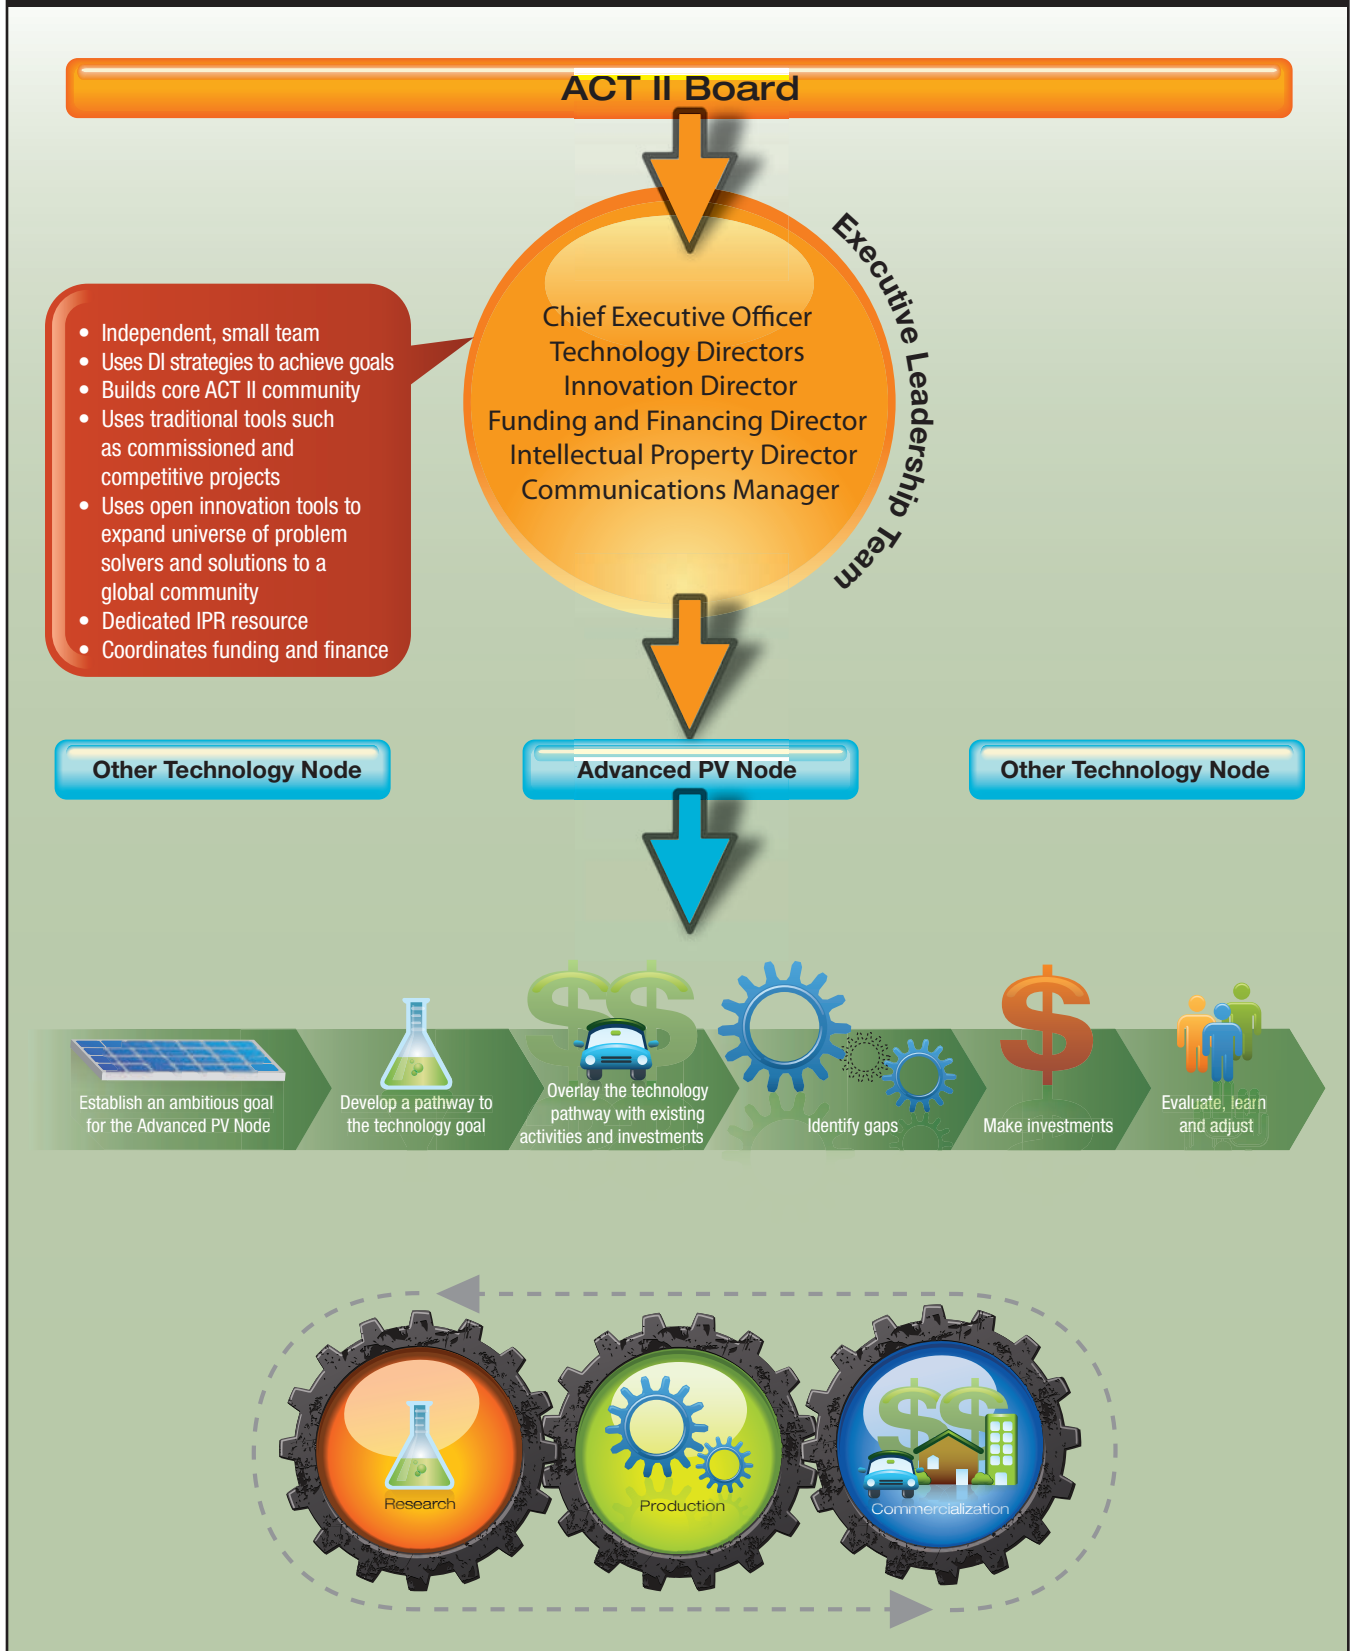 ACT II Board
Executive Leadership Team
Chief Executive Officer
Technology Directors
Innovation Director
Funding and Financing Director
Intellectual Property Director
Communications Manager
• Independent, small team
• Uses DI strategies to achieve goals
• Builds core ACT II community
• Uses traditional tools such
as commissioned and
competitive projects
• Uses open innovation tools to
expand universe of problem
solvers and solutions to a
global community
• Dedicated IPR resource
• Coordinates funding and finance
Other Technology Node
Advanced PV Node
Other Technology Node
Establish an ambitious goal
for the Advanced PV Node
Develop a pathway to
the technology goal
Overlay the technology
pathway with existing
activities and investments
Identify gaps
Make investments
Evaluate, learn
and adjust
Research
Production
Commercialization